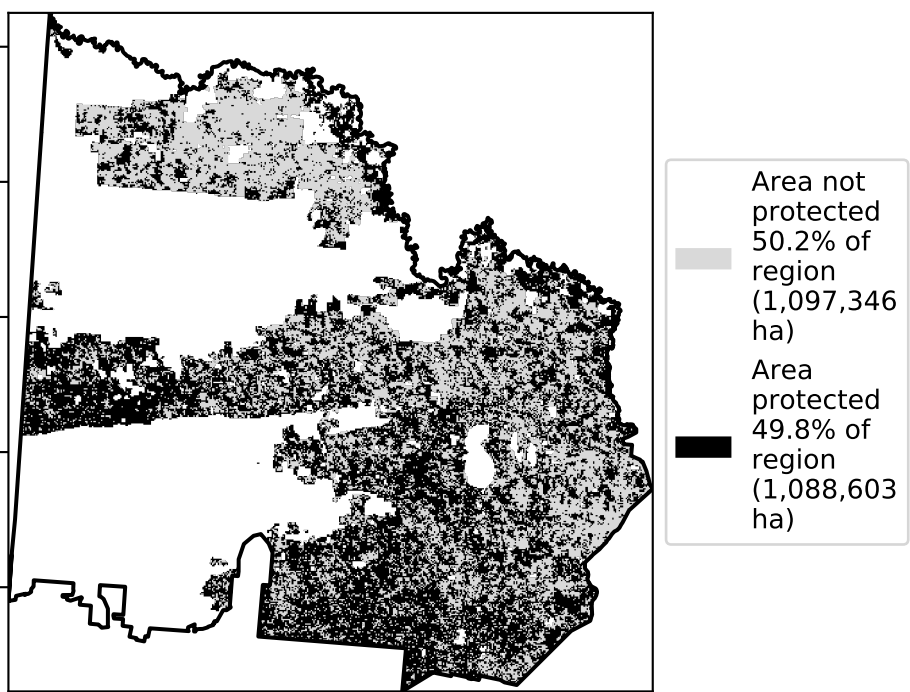 Area not
protected
50.2% of
region
(1,097,346
ha)
Area
protected
49.8% of
region
(1,088,603
ha)